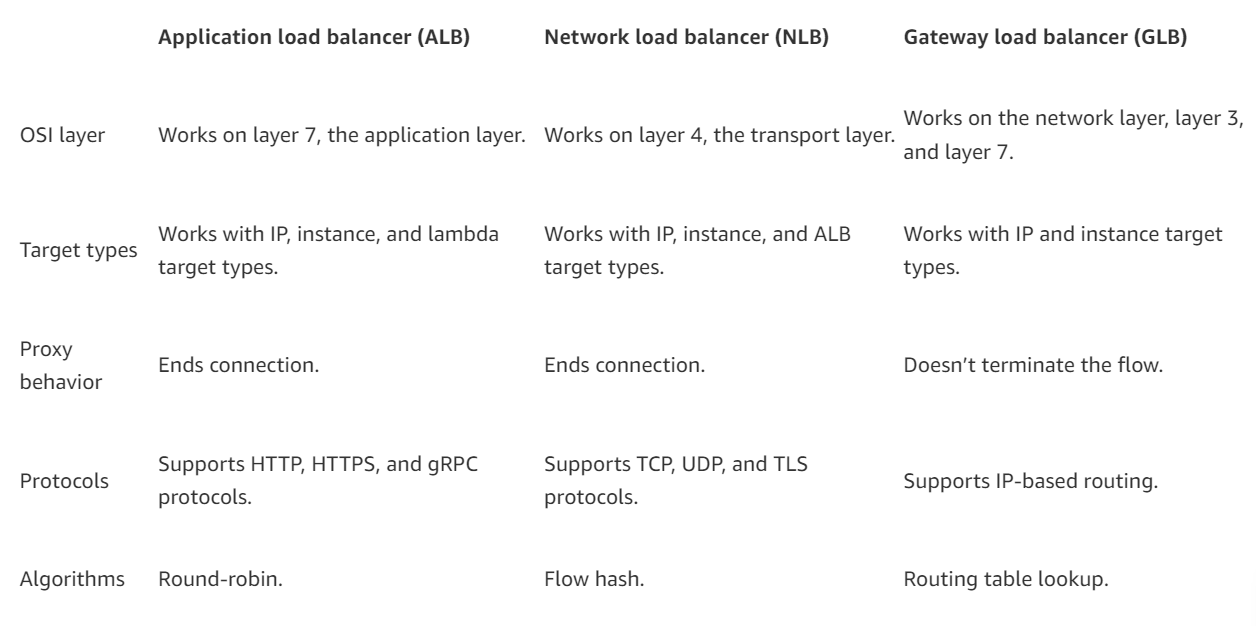 Application load balancer (ALB) Network load balancer (NLB) Gateway load balancer (GLB)
OSI layer Works on layer 7, the application layer. Works on layer 4, the transport layer. Works on the network layer, layer 3,
and layer 7.
Target types Works with IP, instance, and lambda
target types.
Works with IP, instance, and ALB
target types.
Works with IP and instance target
types.
Proxy
behavior
Ends connection. Ends connection. Doesn’t terminate the flow.
Protocols Supports HTTP, HTTPS, and gRPC
protocols.
Supports TCP, UDP, and TLS
protocols.
Supports IP-based routing.
Algorithms Round-robin. Flow hash. Routing table lookup.